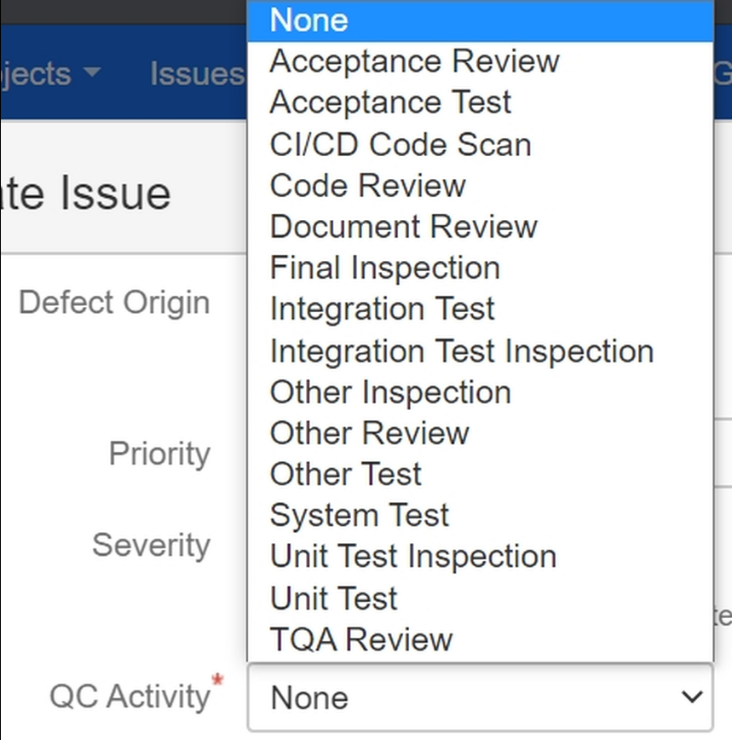 None
Acceptance Review
jects Issues G
Acceptance Test
CI/CD Code Scan
Code Review
te Issue
Document Review
Final Inspection
Defect Origin
Integration Test
Integration Test Inspection
Other Inspection
Other Review
Priority
Other Test
System Test
Severity
Unit Test Inspection
Unit Test
te
TQA Review
QC Activity* None